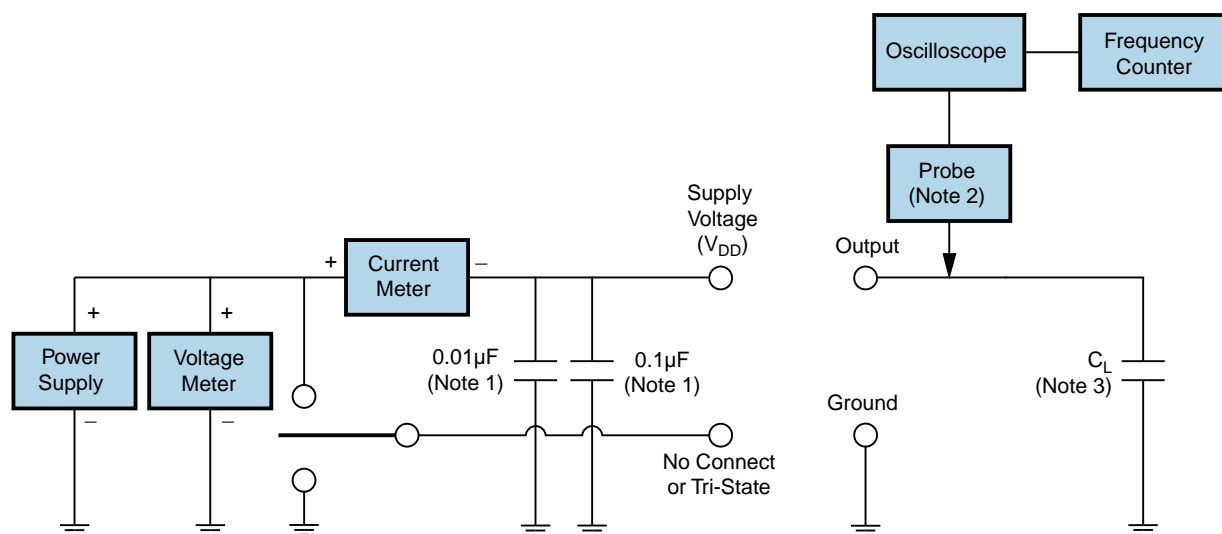 Oscilloscope
Frequency
Counter
Probe
(Note 2)
Supply
Voltage
(VDD)
Output
+
Current
Meter
–
+
+
Power
Supply
Voltage
Meter
0.01µF
(Note 1)
0.1µF
(Note 1)
CL
(Note 3)
–
–
Ground
No Connect
or Tri-State